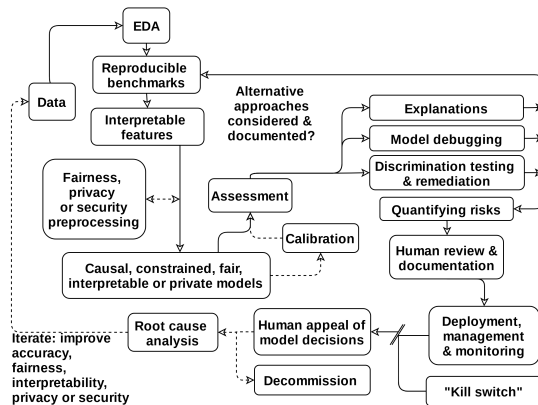 EDA
Reproducible
benchmarks
Data
Alternative
approaches
considered &
documented?
Interpretable
features
Explanations
Model debugging
Discrimination testing
& remediation
Fairness,
privacy
or security
preprocessing
Assessment
Quantifying risks
Calibration
Human review &
documentation
Causal, constrained, fair,
interpretable or private models
Deployment,
management
& monitoring
Human appeal of
model decisions
Root cause
analysis
Iterate: improve
accuracy,
fairness,
interpretability,
privacy or security
Decommission
"Kill switch"